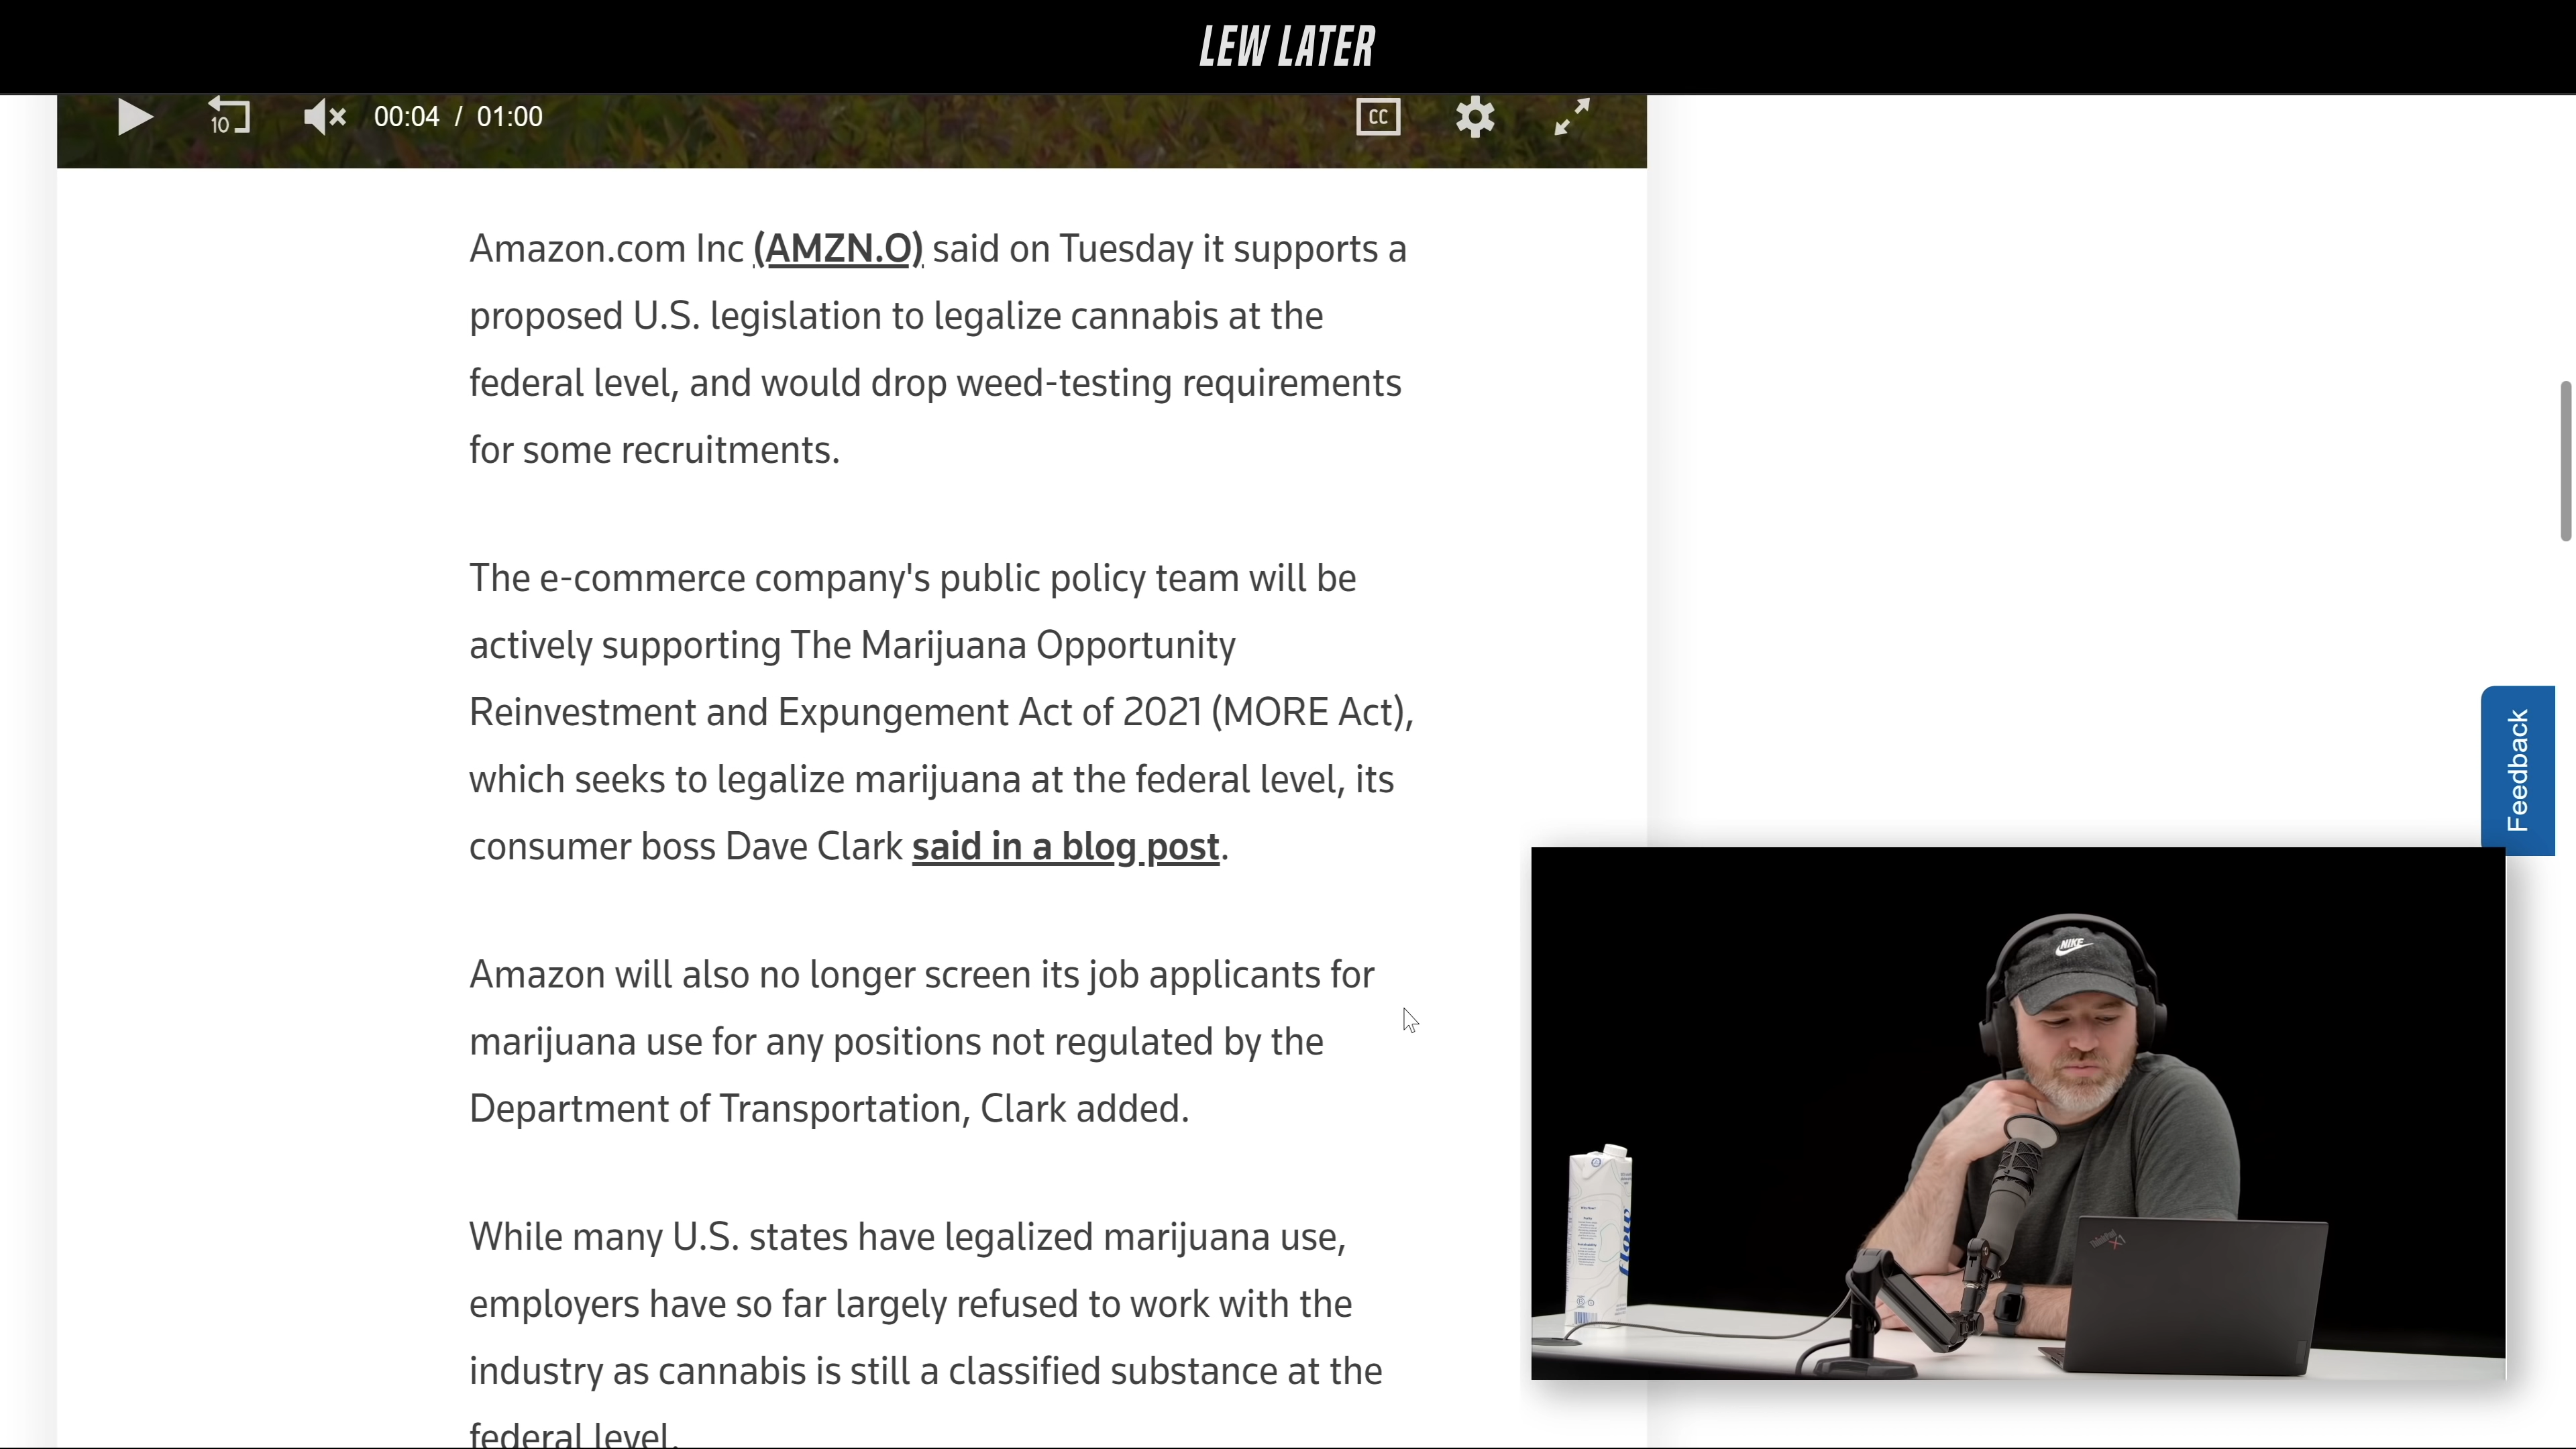 LEW LATER
10
00:04 / 01:00
CC
Amazon.com Inc (AMZN.O) said on Tuesday it supports a
proposed U.S. legislation to legalize cannabis at the
federal level, and would drop weed-testing requirements
for some recruitments.
The e-commerce company's public policy team will be
actively supporting The Marijuana Opportunity
Reinvestment and Expungement Act of 2021 (MORE Act),
which seeks to legalize marijuana at the federal level, its
consumer boss Dave Clark said in a blog post.
Amazon will also no longer screen its job applicants for
marijuana use for any positions not regulated by the
Department of Transportation, Clark added.
While many U.S. states have legalized marijuana use,
employers have so far largely refused to work with the
industry as cannabis is still a classified substance at the
federal level.
Feedback
NIKE
flow
ThinkPad
X1